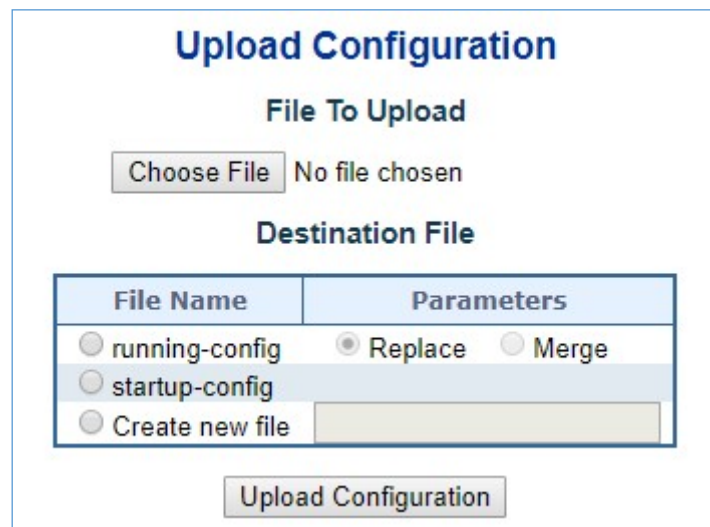 Upload Configuration
File To Upload
Choose File No file chosen
Destination File
File Name Parameters
running-config Replace Merge
startup-config
Create new file
Upload Configuration